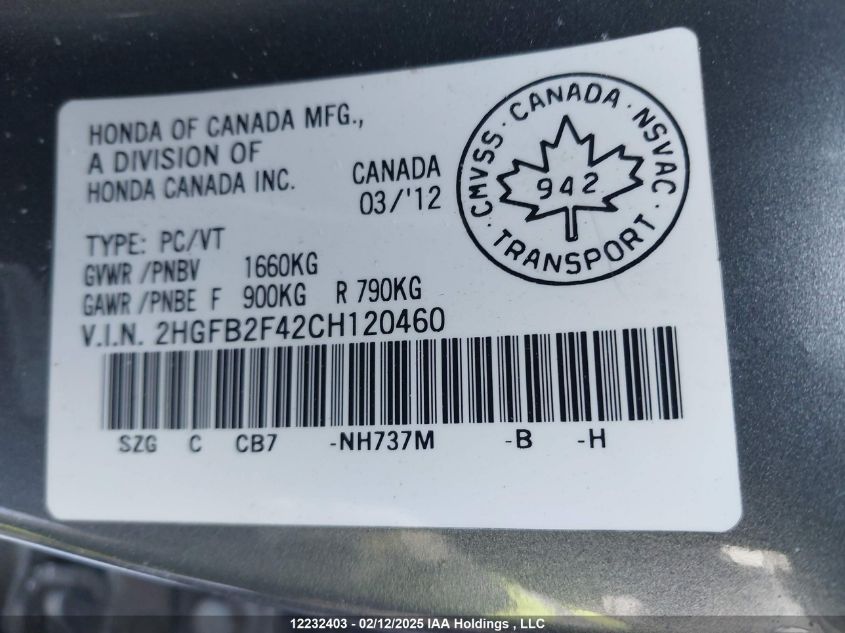 HONDA OF CANADA MFG.,
A DIVISION OF
HONDA CANADA INC.
CANADA
03/'12
CMVSS · CANADA · NSVAC · TRANSPORT ·
942
TYPE: PC/VT
GVWR /PNBV 1660KG
GAWR /PNBE F 900KG R 790KG
V.I.N. 2HGFB2F42CH120460
SZG C CB7 -NH737M -B -H
12232403 - 02/12/2025 IAA Holdings , LLC